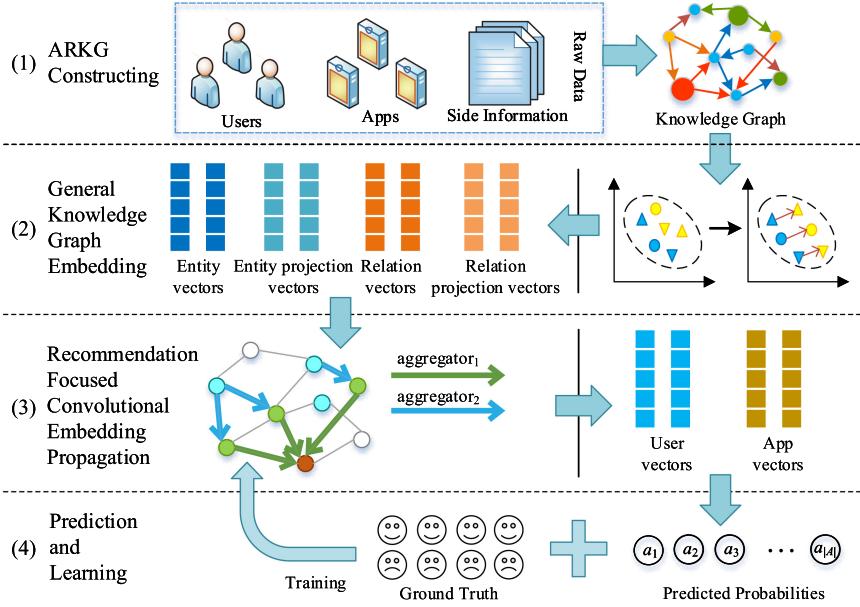 (1) ARKG
Constructing
Users
Apps
Side Information
Raw Data
Knowledge Graph
(2) General
Knowledge
Graph
Embedding
Entity
vectors
Entity projection
vectors
Relation
vectors
Relation
projection vectors
(3) Recommendation
Focused
Convolutional
Embedding
Propagation
aggregator₁
aggregator₂
User
vectors
App
vectors
(4) Prediction
and
Learning
Training
Ground Truth
a₁ a₂ a₃ ··· a|A|
Predicted Probabilities